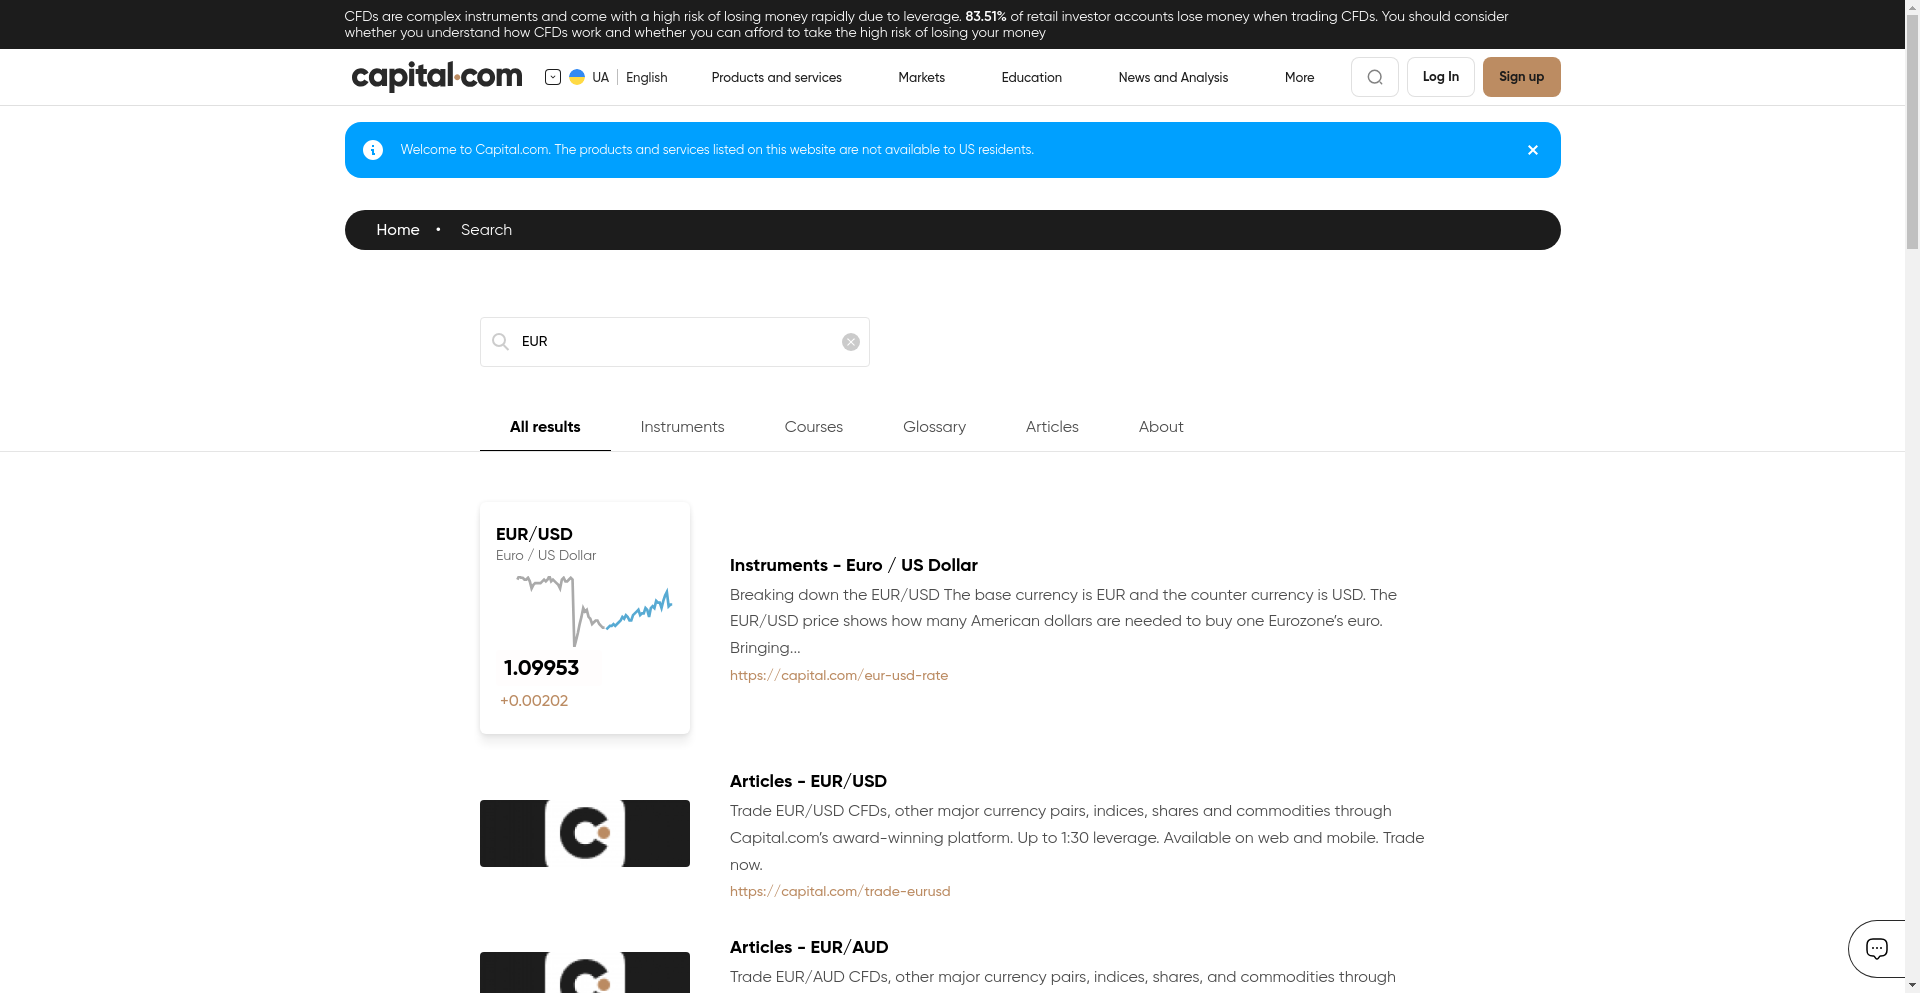 CFDs are complex instruments and come with a high risk of losing money rapidly due to leverage. 83.51% of retail investor accounts lose money when trading CFDs. You should consider
whether you understand how CFDs work and whether you can afford to take the high risk of losing your money
capital.com
UA English
Products and services
Markets
Education
News and Analysis
More
Log In
Sign up
Welcome to Capital.com. The products and services listed on this website are not available to US residents.
Home • Search
EUR
All results
Instruments
Courses
Glossary
Articles
About
EUR/USD
Euro / US Dollar
1.09953
+0.00202
Instruments - Euro / US Dollar
Breaking down the EUR/USD The base currency is EUR and the counter currency is USD. The
EUR/USD price shows how many American dollars are needed to buy one Eurozone’s euro.
Bringing...
https://capital.com/eur-usd-rate
Articles - EUR/USD
Trade EUR/USD CFDs, other major currency pairs, indices, shares and commodities through
Capital.com’s award-winning platform. Up to 1:30 leverage. Available on web and mobile. Trade
now.
https://capital.com/trade-eurusd
Articles - EUR/AUD
Trade EUR/AUD CFDs, other major currency pairs, indices, shares, and commodities through